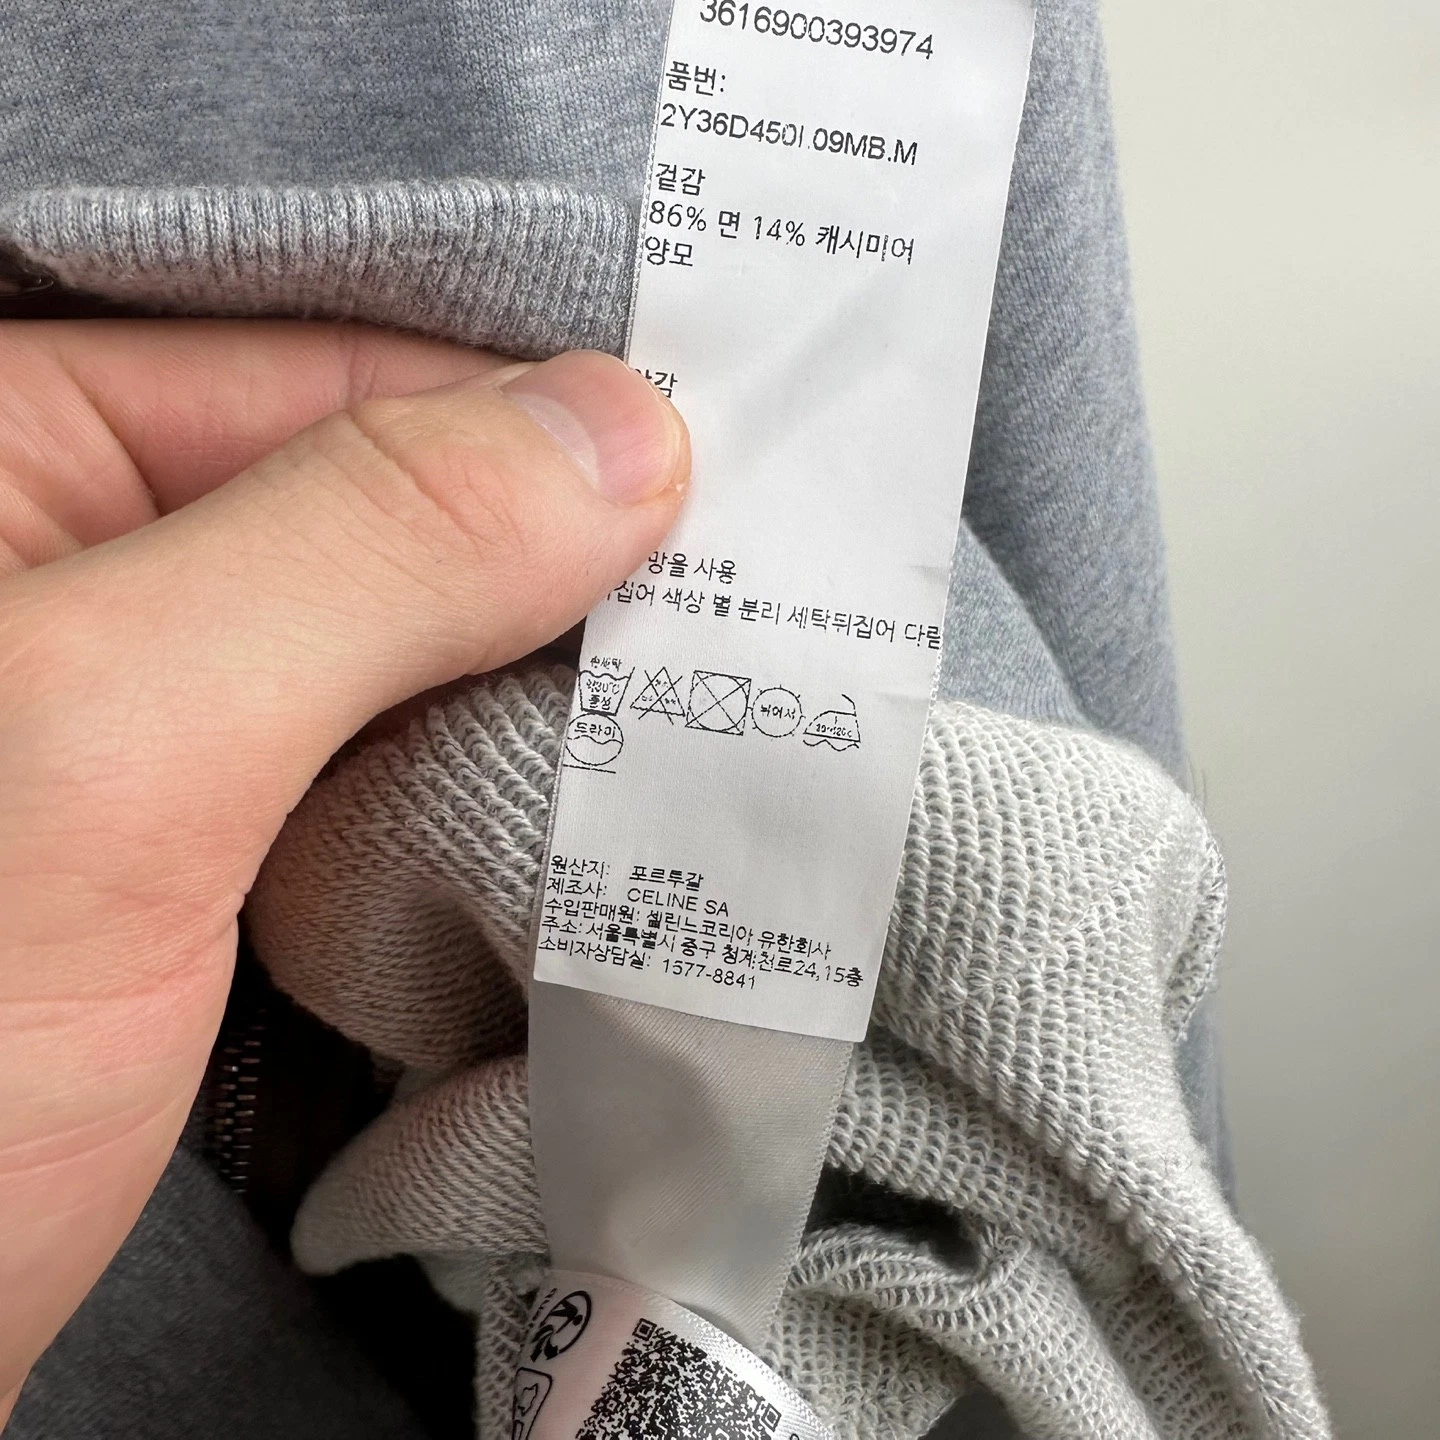 3616900393974
품번:
2Y36D450I.09MB.M
겉감
86% 면 14% 캐시미어
양모
망을 사용
집어 색상 별 분리 세탁뒤집어 다림
손세탁
약30℃
중성
뉘어서
드라이
원산지: 포르투갈
제조사: CELINE SA
수입판매원: 셀린느코리아 유한회사
주소: 서울특별시 중구 청계천로24,15층
소비자상담실: 1577-8841